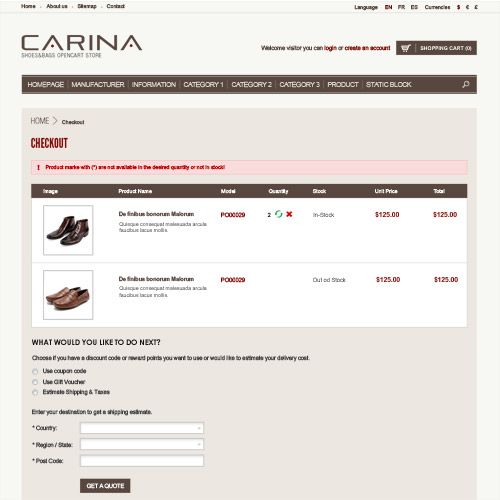 Home About us Sitemap Contact
Language EN FR ES Currencies $ € £
CARINA
SHOES&BAGS OPENCART STORE
Welcome visitor you can login or create an account
SHOPPING CART (0)
HOMEPAGE MANUFACTURER INFORMATION CATEGORY 1 CATEGORY 2 CATEGORY 3 PRODUCT STATIC BLOCK
HOME Checkout
CHECKOUT
! Product marke with (*) are not available in the desired quantity or not in stock!
Image Product Name Model Quantity Stock Unit Price Total
De finibus bonorum Malorum PO00029 2 In-Stock $125.00 $125.00
Quisque consequat malesuada arcula
faucibus lacus mollis.
De finibus bonorum Malorum PO00029 Out od Stock $125.00 $125.00
Quisque consequat malesuada arcula
faucibus lacus mollis.
WHAT WOULD YOU LIKE TO DO NEXT?
Choose if you have a discount code or reward points you want to use or would like to estimate your delivery cost.
Use coupon code
Use Gift Voucher
Estimate Shipping & Taxes
Enter your destination to get a shipping estimate.
* Country:
* Region / State:
* Post Code:
GET A QUOTE